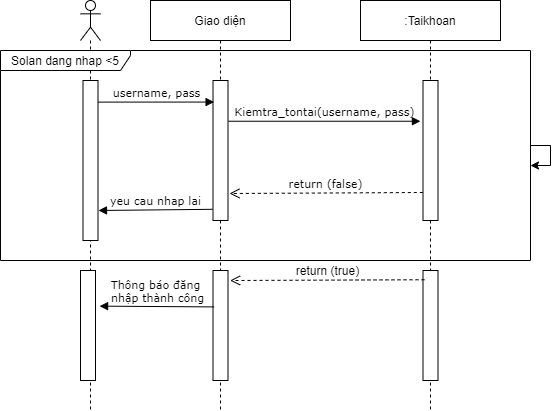 Giao diện
:Taikhoan
Solan dang nhap <5
username, pass
Kiemtra_tontai(username, pass)
return (false)
yeu cau nhap lai
return (true)
Thông báo đăng
nhập thành công